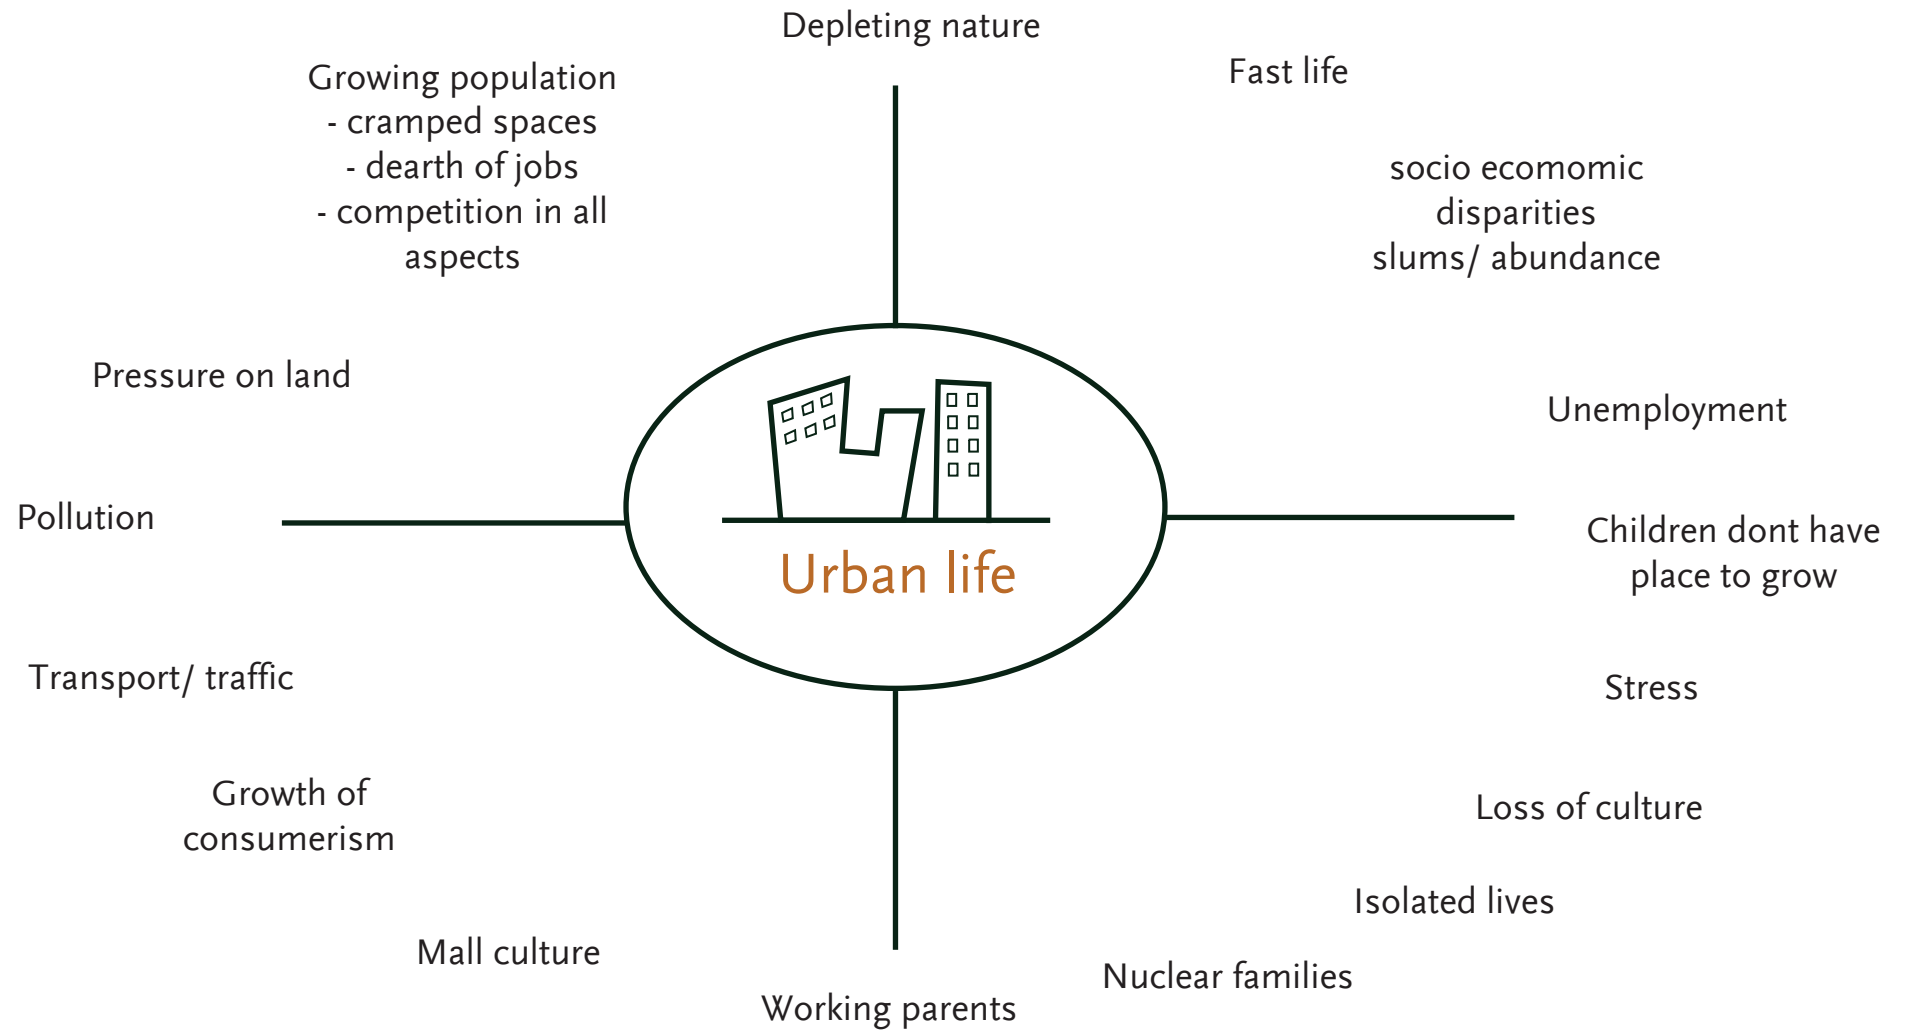 Depleting nature
Fast life
Growing population
- cramped spaces
- dearth of jobs
- competition in all
aspects
socio ecomomic
disparities
slums/ abundance
Pressure on land
Unemployment
Pollution
Children dont have
place to grow
Urban life
Transport/ traffic
Stress
Growth of
consumerism
Loss of culture
Isolated lives
Mall culture
Nuclear families
Working parents